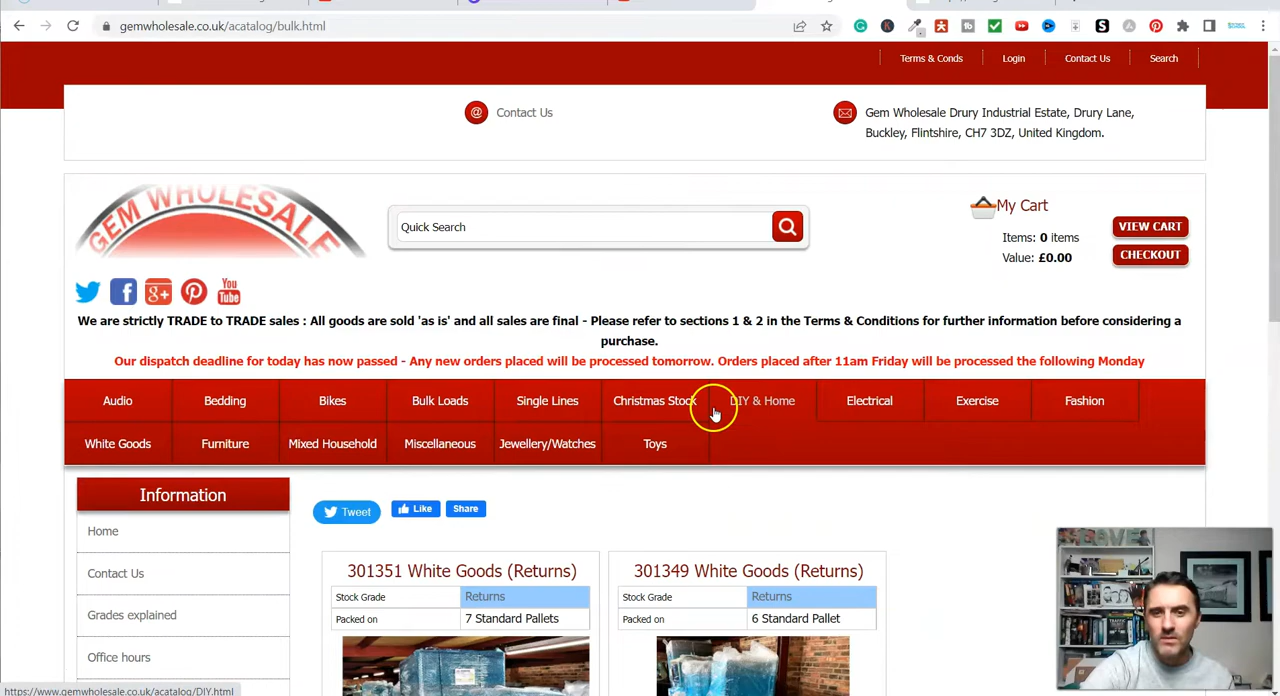 gemwholesale.co.uk/acatalog/bulk.html
Terms & Conds
Login
Contact Us
Search
Contact Us
Gem Wholesale Drury Industrial Estate, Drury Lane,
Buckley, Flintshire, CH7 3DZ, United Kingdom.
GEM WHOLESALE
Quick Search
My Cart
Items: 0 items
Value: £0.00
VIEW CART
CHECKOUT
You
Tube
We are strictly TRADE to TRADE sales : All goods are sold 'as is' and all sales are final - Please refer to sections 1 & 2 in the Terms & Conditions for further information before considering a
purchase.
Our dispatch deadline for today has now passed - Any new orders placed will be processed tomorrow. Orders placed after 11am Friday will be processed the following Monday
Audio
Bedding
Bikes
Bulk Loads
Single Lines
Christmas Stock
DIY & Home
Electrical
Exercise
Fashion
White Goods
Furniture
Mixed Household
Miscellaneous
Jewellery/Watches
Toys
Information
Home
Contact Us
Grades explained
Office hours
Tweet
Like
Share
301351 White Goods (Returns)
Stock Grade
Returns
Packed on
7 Standard Pallets
301349 White Goods (Returns)
Stock Grade
Returns
Packed on
6 Standard Pallet
https://www.gemwholesale.co.uk/acatalog/DIY.html